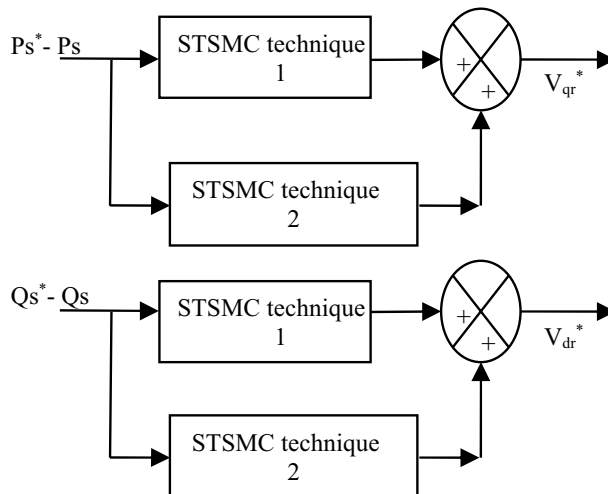 Ps*- Ps
STSMC technique
1
+
+
Vqr*
STSMC technique
2
Qs*- Qs
STSMC technique
1
+
+
Vdr*
STSMC technique
2